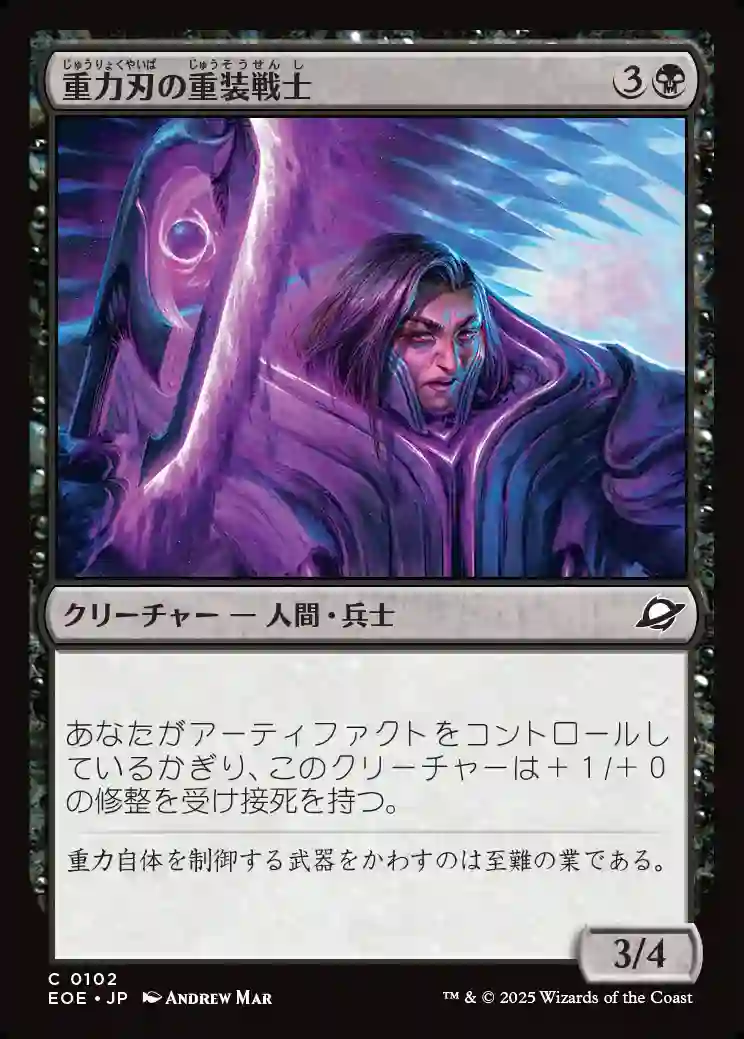 じゅうりょくやいば じゅうそうせんし
重力刃の重装戦士 3
クリーチャー — 人間・兵士
あなたがアーティファクトをコントロールし
ているかぎり、このクリーチャーは＋１/＋０
の修整を受け接死を持つ。
重力自体を制御する武器をかわすのは至難の業である。
3/4
C 0102
EOE • JP Andrew Mar
™ & © 2025 Wizards of the Coast